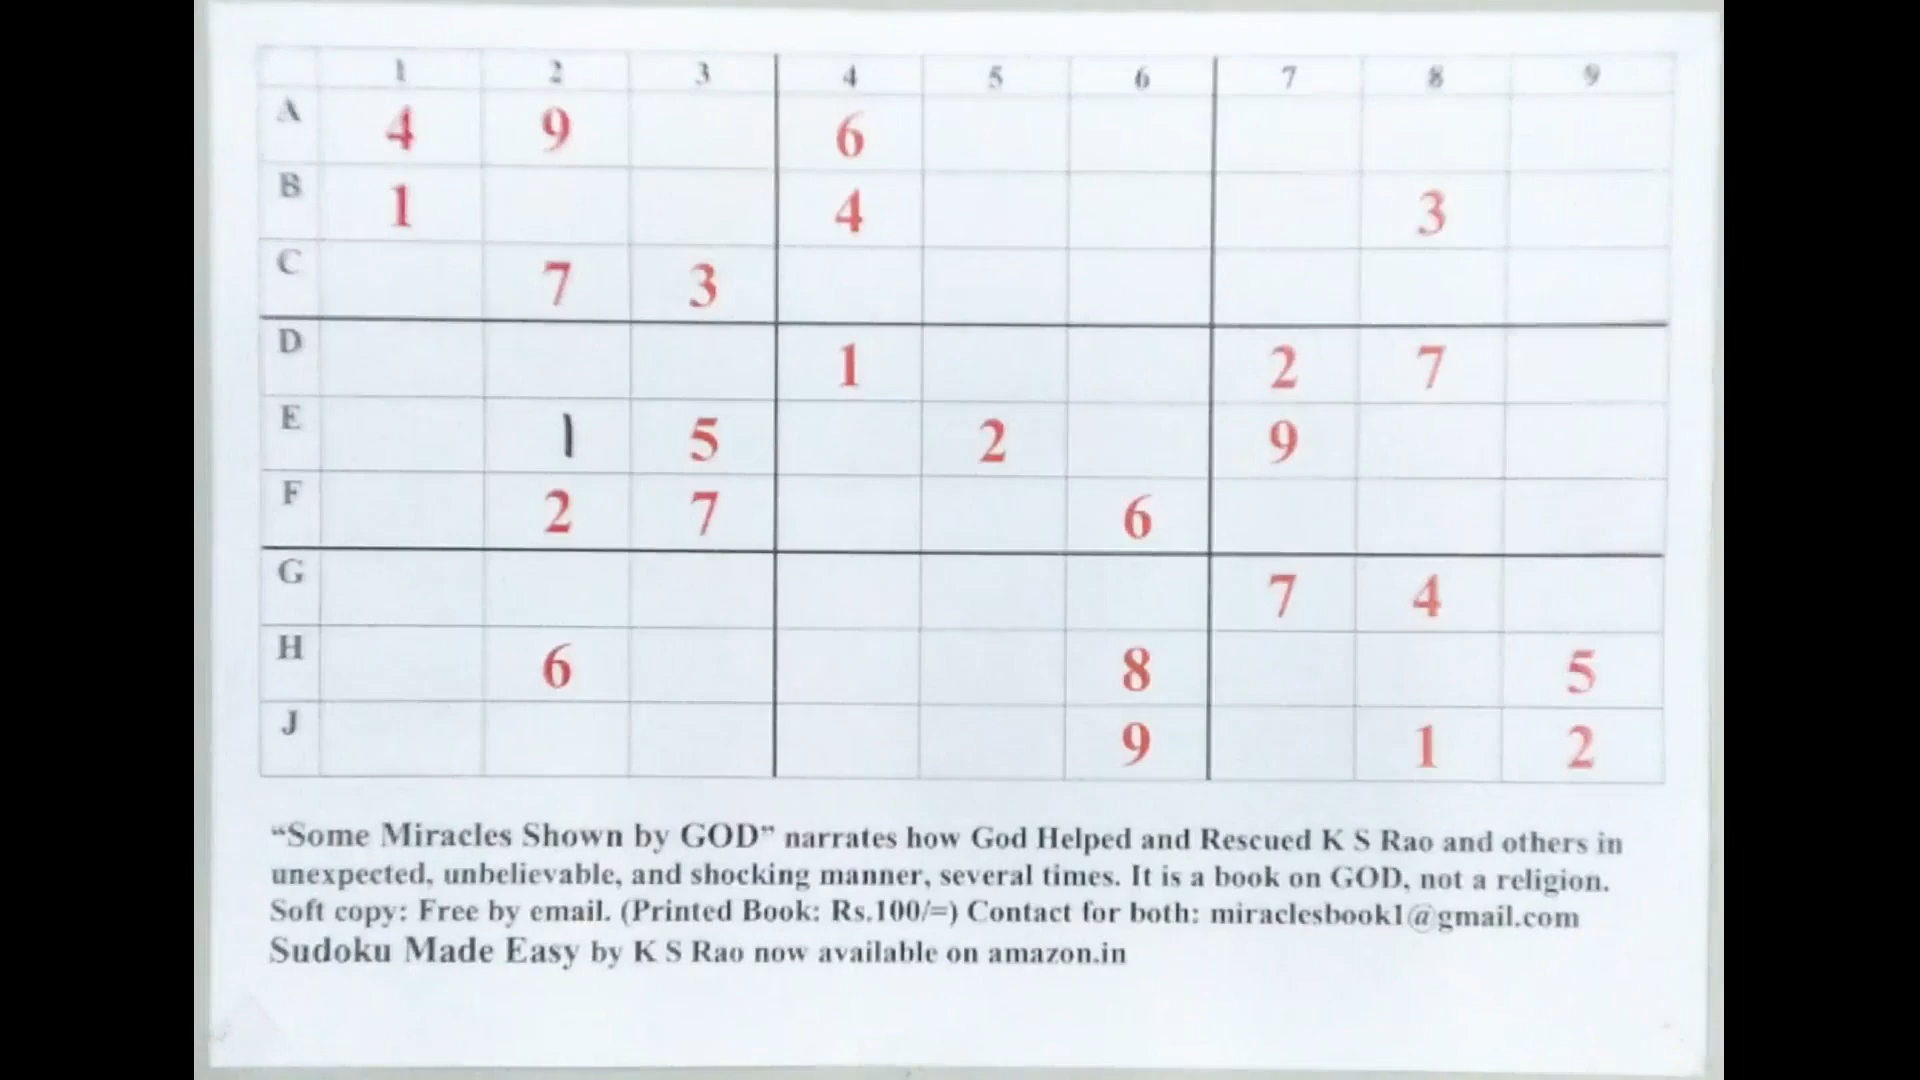 1 2 3 4 5 6 7 8 9
A 4 9 6
B 1 4 3
C 7 3
D 1 2 7
E 1 5 2 9
F 2 7 6
G 7 4
H 6 8 5
J 9 1 2
“Some Miracles Shown by GOD” narrates how God Helped and Rescued K S Rao and others in
unexpected, unbelievable, and shocking manner, several times. It is a book on GOD, not a religion.
Soft copy: Free by email. (Printed Book: Rs.100/=) Contact for both: miraclesbook1@gmail.com
Sudoku Made Easy by K S Rao now available on amazon.in